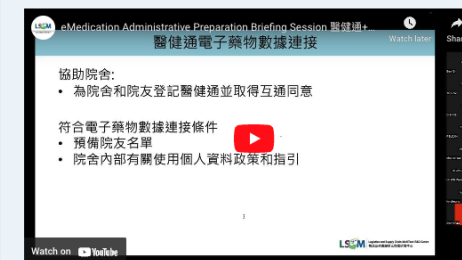 eMedication Administrative Preparation Briefing Session 醫健通+...
醫健通電子藥物數據連接
Watch later
Shar
協助院舍:
• 為院舍和院友登記醫健通並取得互通同意
符合電子藥物數據連接條件
• 預備院友名單
• 院舍內部有關使用個人資料政策和指引
LSCM
Watch on YouTube